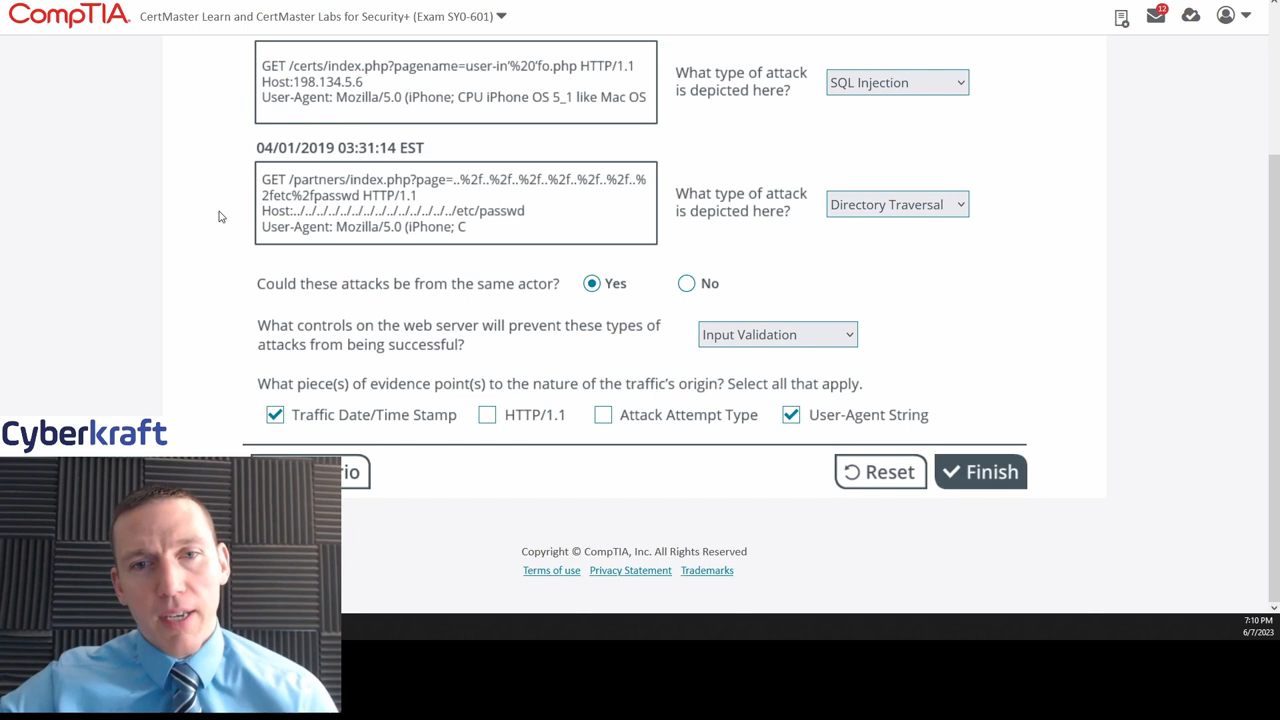 CompTIA.
CertMaster Learn and CertMaster Labs for Security+ (Exam SY0-601)
12
GET /certs/index.php?pagename=user-in'%20'fo.php HTTP/1.1
Host:198.134.5.6
User-Agent: Mozilla/5.0 (iPhone; CPU iPhone OS 5_1 like Mac OS
What type of attack
is depicted here?
SQL Injection
04/01/2019 03:31:14 EST
GET /partners/index.php?page=..%2f..%2f..%2f..%2f..%2f..%2f..%
2fetc%2fpasswd HTTP/1.1
Host:../../../../../../../../../../../../../../etc/passwd
User-Agent: Mozilla/5.0 (iPhone; C
What type of attack
is depicted here?
Directory Traversal
Could these attacks be from the same actor?
Yes
No
What controls on the web server will prevent these types of
attacks from being successful?
Input Validation
What piece(s) of evidence point(s) to the nature of the traffic's origin? Select all that apply.
Traffic Date/Time Stamp
HTTP/1.1
Attack Attempt Type
User-Agent String
Cyberkraft
io
Reset
Finish
Copyright © CompTIA, Inc. All Rights Reserved
Terms of use
Privacy Statement
Trademarks
7:10 PM
6/7/2023